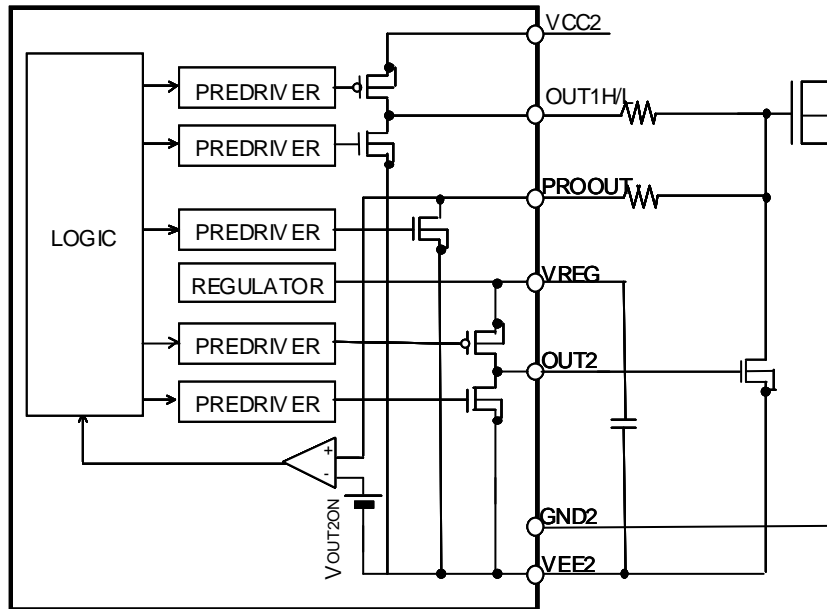 VCC2
PREDRIVER
OUT1H/L
PREDRIVER
PROOUT
LOGIC
PREDRIVER
REGULATOR
VREG
PREDRIVER
OUT2
PREDRIVER
+
-
VOUT2ON
GND2
VEE2